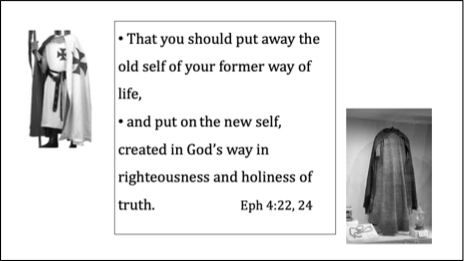 • That you should put away the
old self of your former way of
life,
• and put on the new self,
created in God’s way in
righteousness and holiness of
truth. Eph 4:22, 24